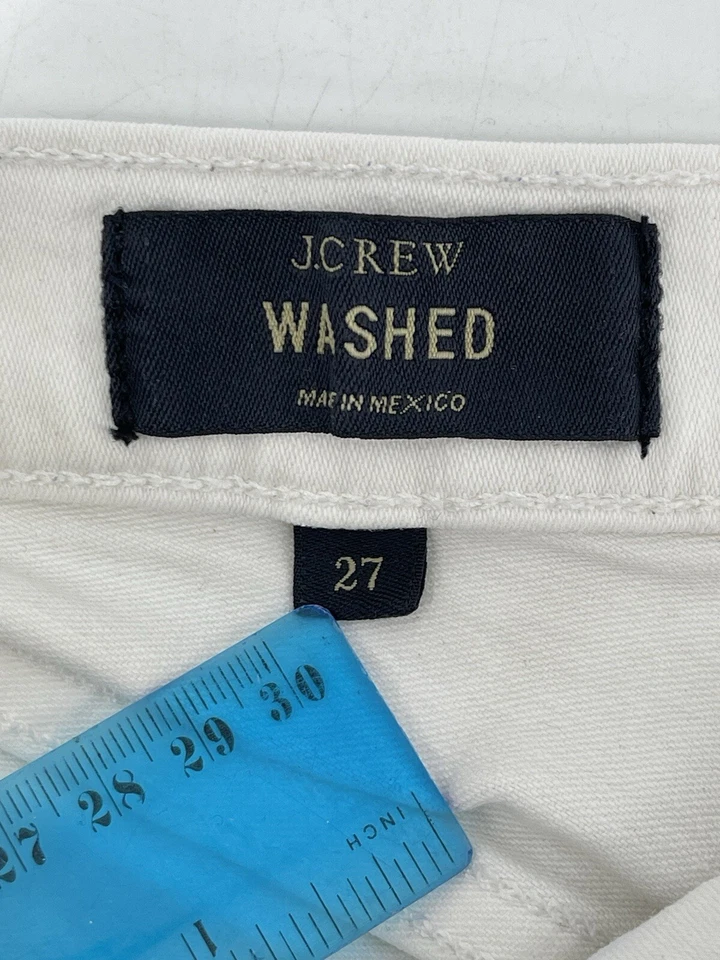 J.CREW
WASHED
MADE IN MEXICO
27
27 28 29 30
INCH
1